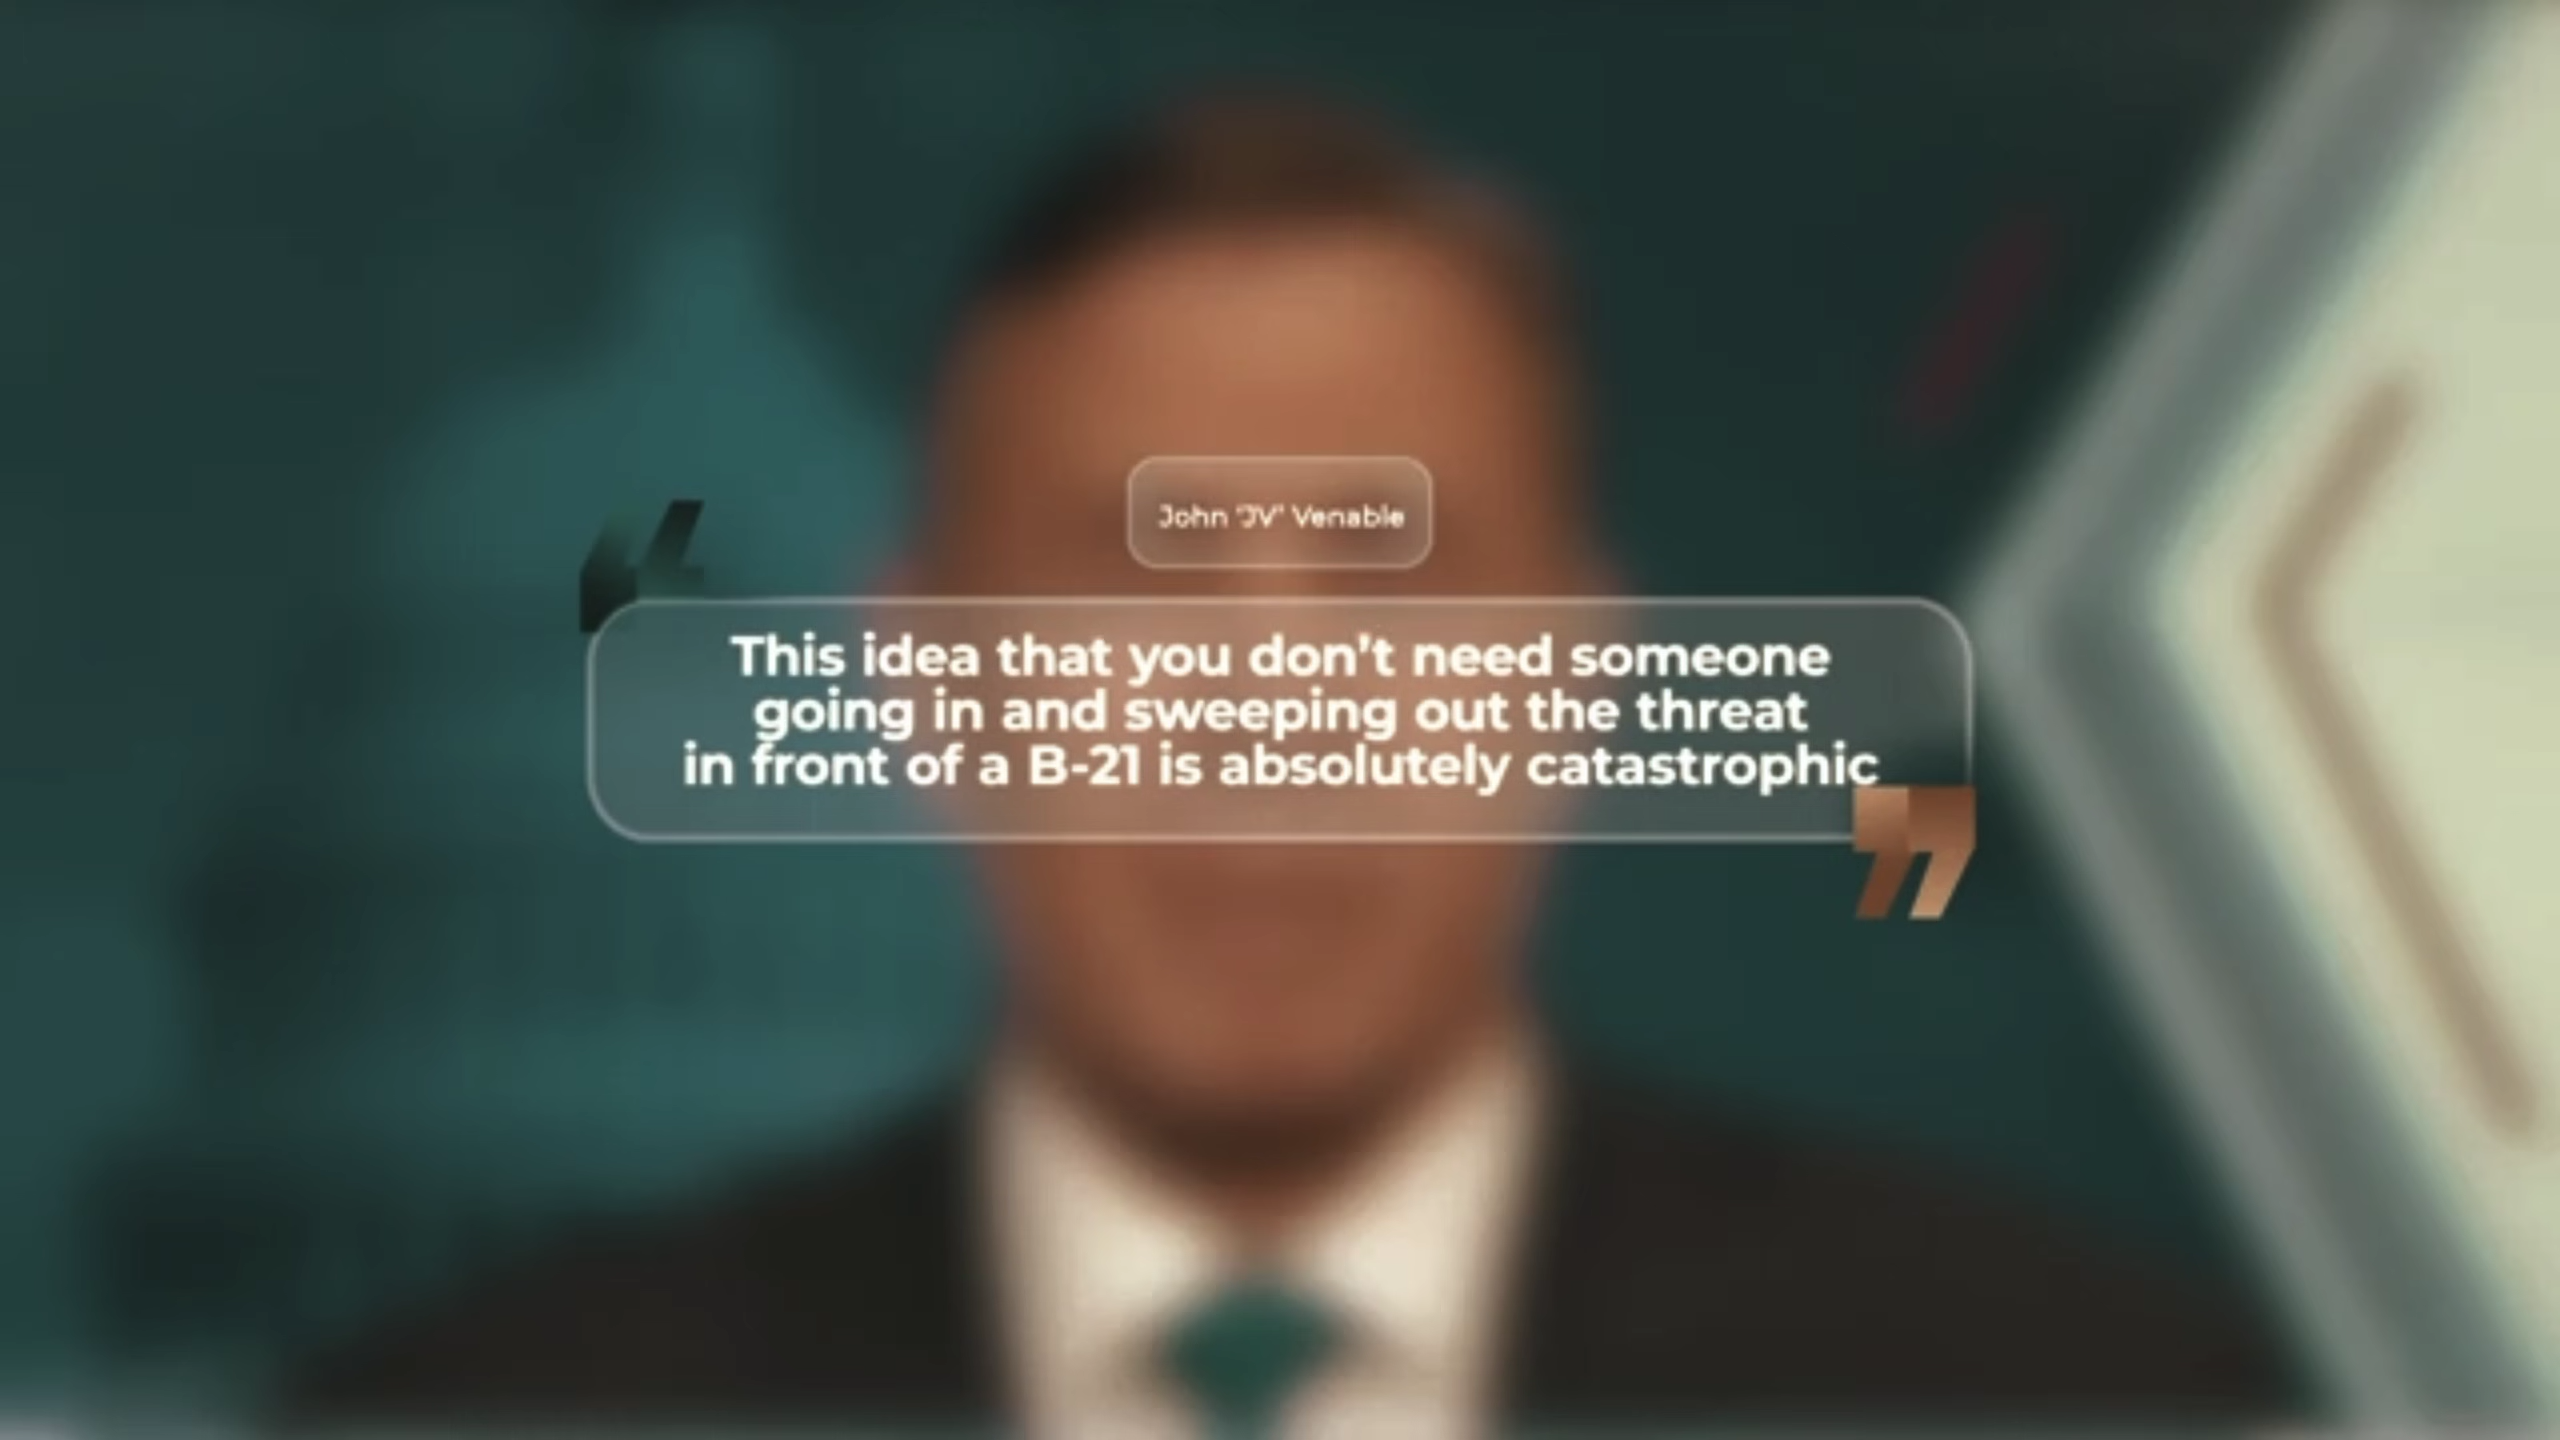 John "JV" Venable
This idea that you don't need someone
going in and sweeping out the threat
in front of a B-21 is absolutely catastrophic